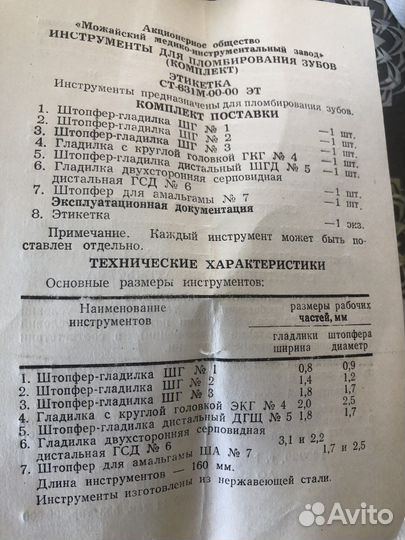 Акционерное общество
«Можайский медико-инструментальный завод»
ИНСТРУМЕНТЫ ДЛЯ ПЛОМБИРОВАНИЯ ЗУБОВ
(КОМПЛЕКТ)
ЭТИКЕТКА
СТ-631М-00-00 ЭТ
Инструменты предназначены для пломбирования зубов.
КОМПЛЕКТ ПОСТАВКИ
1. Штопфер-гладилка ШГ № 1 —1 шт.
2. Штопфер-гладилка ШГ № 2 —1 шт.
3. Штопфер-гладилка ШГ № 3 —1 шт.
4. Гладилка с круглой головкой ГКГ № 4 —1 шт.
5. Штопфер-гладилка дистальный ШГД № 5 —1 шт.
6. Гладилка двухсторонняя серповидная
дистальная ГСД № 6 —1 шт.
7. Штопфер для амальгамы № 7 —1 шт.
Эксплуатационная документация
8. Этикетка —1 экз.
Примечание. Каждый инструмент может быть по-
ставлен отдельно.
ТЕХНИЧЕСКИЕ ХАРАКТЕРИСТИКИ
Основные размеры инструментов:
Наименование инструментов размеры рабочих частей, мм
гладилки ширина штопфера диаметр
1. Штопфер-гладилка ШГ № 1 0,8 0,9
2. Штопфер-гладилка ШГ № 2 1,4 1,2
3. Штопфер-гладилка ШГ № 3 1,8 1,7
4. Гладилка с круглой головкой ЭКГ № 4 2,0 2,5
5. Штопфер-гладилка дистальный ДГЩ № 5 1,8 1,7
6. Гладилка двухсторонняя серповидная
дистальная ГСД № 6 3,1 и 2,2
7. Штопфер для амальгамы ША № 7 1,7 и 2,5
Длина инструментов — 160 мм.
Инструменты изготовлены из нержавеющей стали.
Avito